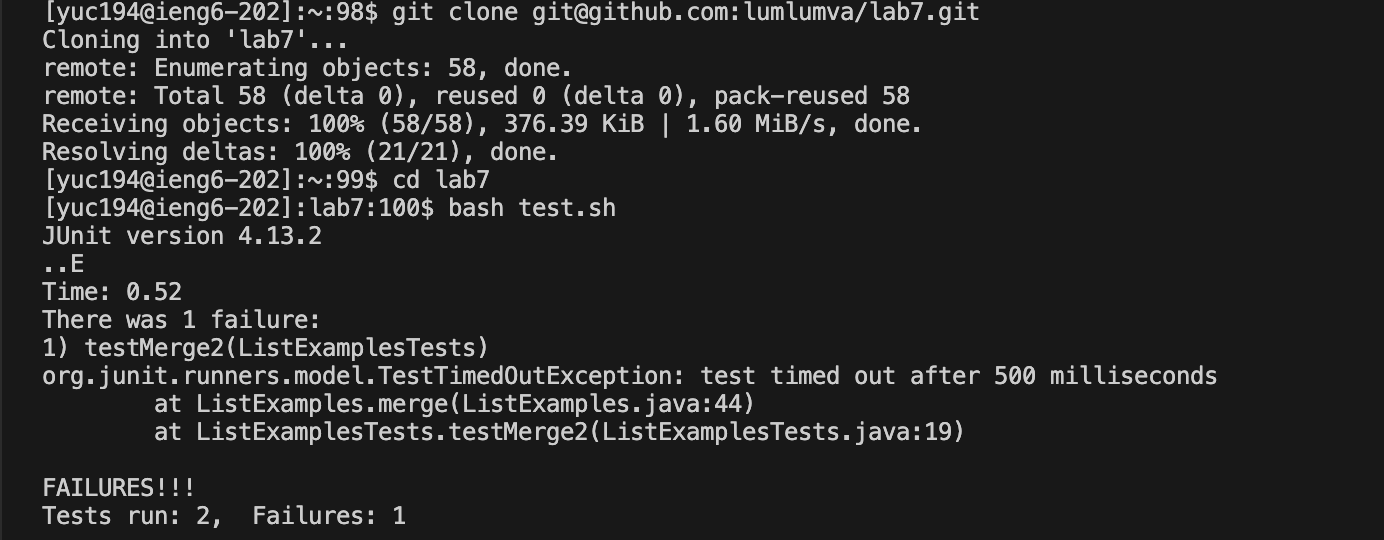 [yuc194@ieng6-202]:~:98$ git clone git@github.com:lumlumva/lab7.git
Cloning into 'lab7'...
remote: Enumerating objects: 58, done.
remote: Total 58 (delta 0), reused 0 (delta 0), pack-reused 58
Receiving objects: 100% (58/58), 376.39 KiB | 1.60 MiB/s, done.
Resolving deltas: 100% (21/21), done.
[yuc194@ieng6-202]:~:99$ cd lab7
[yuc194@ieng6-202]:lab7:100$ bash test.sh
JUnit version 4.13.2
..E
Time: 0.52
There was 1 failure:
1) testMerge2(ListExamplesTests)
org.junit.runners.model.TestTimedOutException: test timed out after 500 milliseconds
        at ListExamples.merge(ListExamples.java:44)
        at ListExamplesTests.testMerge2(ListExamplesTests.java:19)

FAILURES!!!
Tests run: 2,  Failures: 1